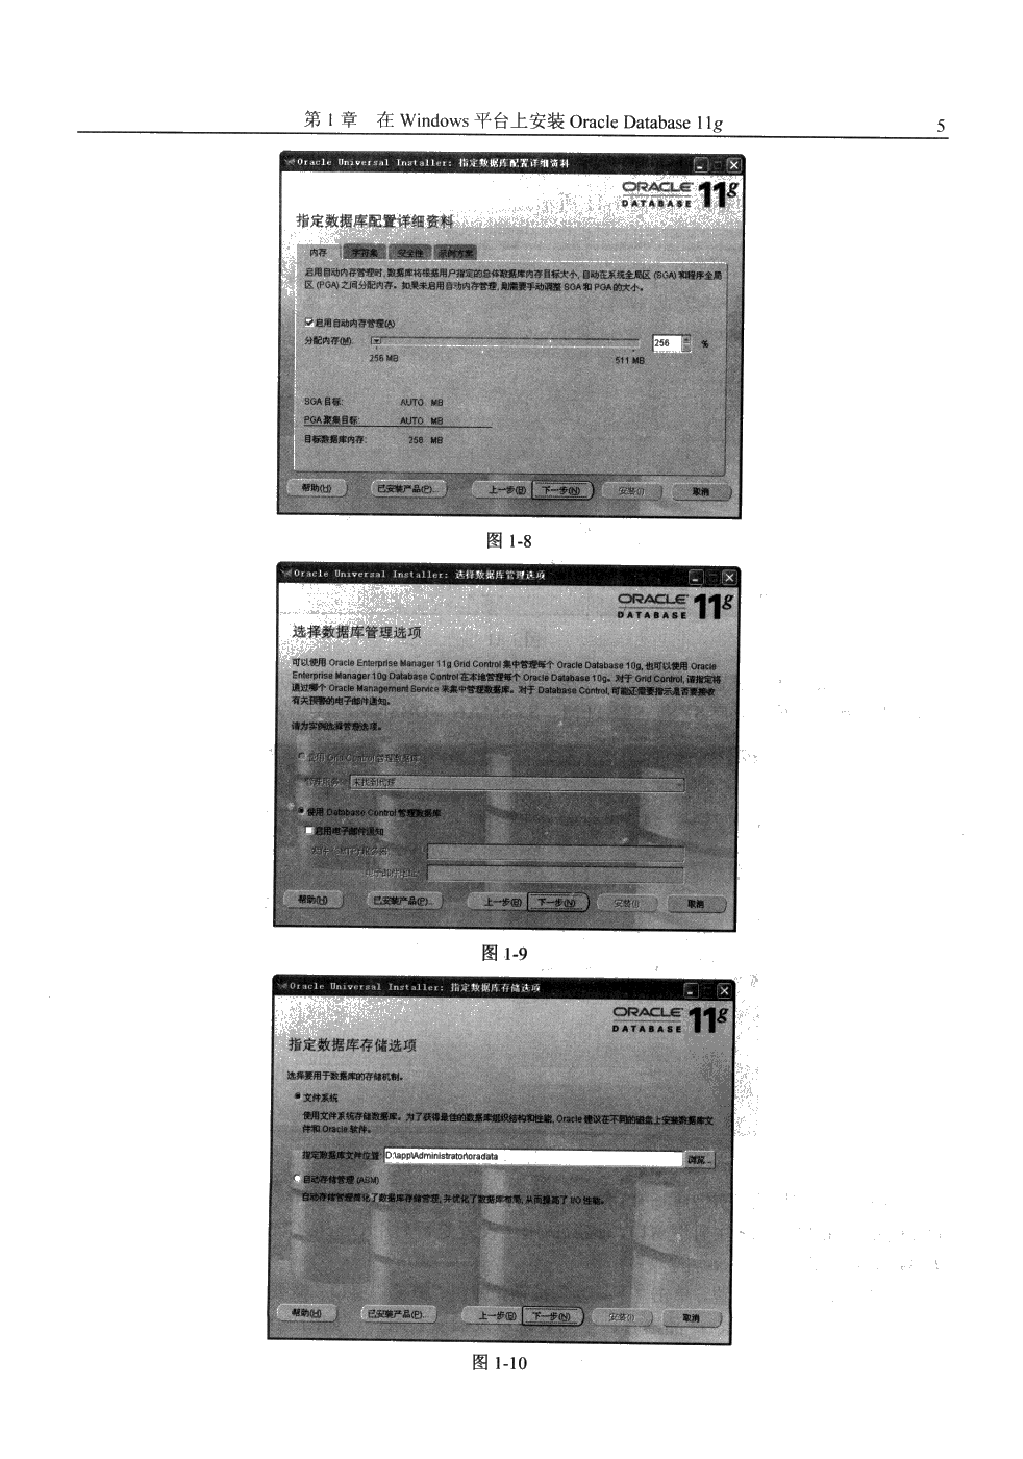 第 1 章 在 Windows 平台上安装 Oracle Database 11g
5
Oracle Universal Installer: 指定数据库配置详细资料
ORACLE 11g
DATABASE
指定数据库配置详细资料
内存 字符集 安全性 示例方案
启用自动内存管理时, 数据库将根据用户指定的总体数据库内存目标大小, 自动在系统全局区 (SGA) 和程序全局
区 (PGA) 之间分配内存。如果未启用自动内存管理, 则需要手动调整 SGA 和 PGA 的大小。
启用自动内存管理(A)
分配内存(M): 256 %
256 MB 511 MB
SGA 目标: AUTO MB
PGA 聚集目标: AUTO MB
目标数据库内存: 256 MB
帮助(H) 已安装产品(P)... 上一步(B) 下一步(N) 安装(I) 取消
图 1-8
Oracle Universal Installer: 选择数据库管理选项
ORACLE 11g
DATABASE
选择数据库管理选项
可以使用 Oracle Enterprise Manager 11g Grid Control 集中管理每个 Oracle Database 10g, 也可以使用 Oracle
Enterprise Manager 10g Database Control 在本地管理每个 Oracle Database 10g。对于 Grid Control, 请指定将
通过哪个 Oracle Management Service 来集中管理数据库。对于 Database Control, 可能还需要指示是否要接收
有关预警的电子邮件通知。
请为实例选择管理选项。
使用 Grid Control 管理数据库
管理服务: 未找到代理
使用 Database Control 管理数据库
启用电子邮件通知
电子邮件地址:
帮助(H) 已安装产品(P)... 上一步(B) 下一步(N) 安装(I) 取消
图 1-9
Oracle Universal Installer: 指定数据库存储选项
ORACLE 11g
DATABASE
指定数据库存储选项
选择要用于数据库的存储机制。
文件系统
使用文件系统存储数据库。为了获得最佳的数据库组织结构和性能, Oracle 建议在不同的磁盘上安装数据库文
件和 Oracle 软件。
指定数据库文件位置: D:\app\Administrator\oradata 浏览...
自动存储管理 (ASM)
自动存储管理简化了数据库存储管理, 并优化了数据库布局, 从而提高了 I/O 性能。
帮助(H) 已安装产品(P)... 上一步(B) 下一步(N) 安装(I) 取消
图 1-10